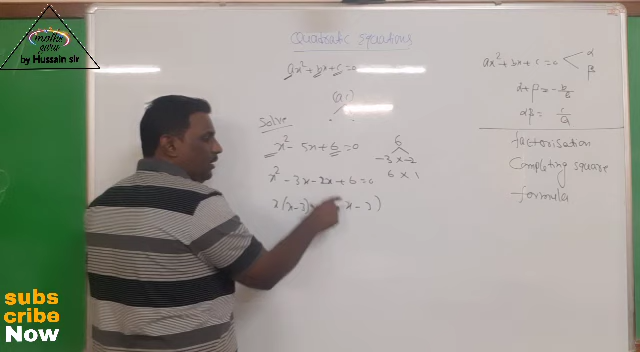 maths
guru
by Hussain sir
Quadratic equations
ax² + bx + c = 0
(ac)
Solve
x² - 5x + 6 = 0
x² - 3x - 2x + 6 = 0
x(x-3) x - 3)
6
-3 x -2
6 x 1
ax² + bx + c = 0
α
β
α + β = -b/a
αβ = c/a
factorisation
Completing square
formula
subs
cribe
Now